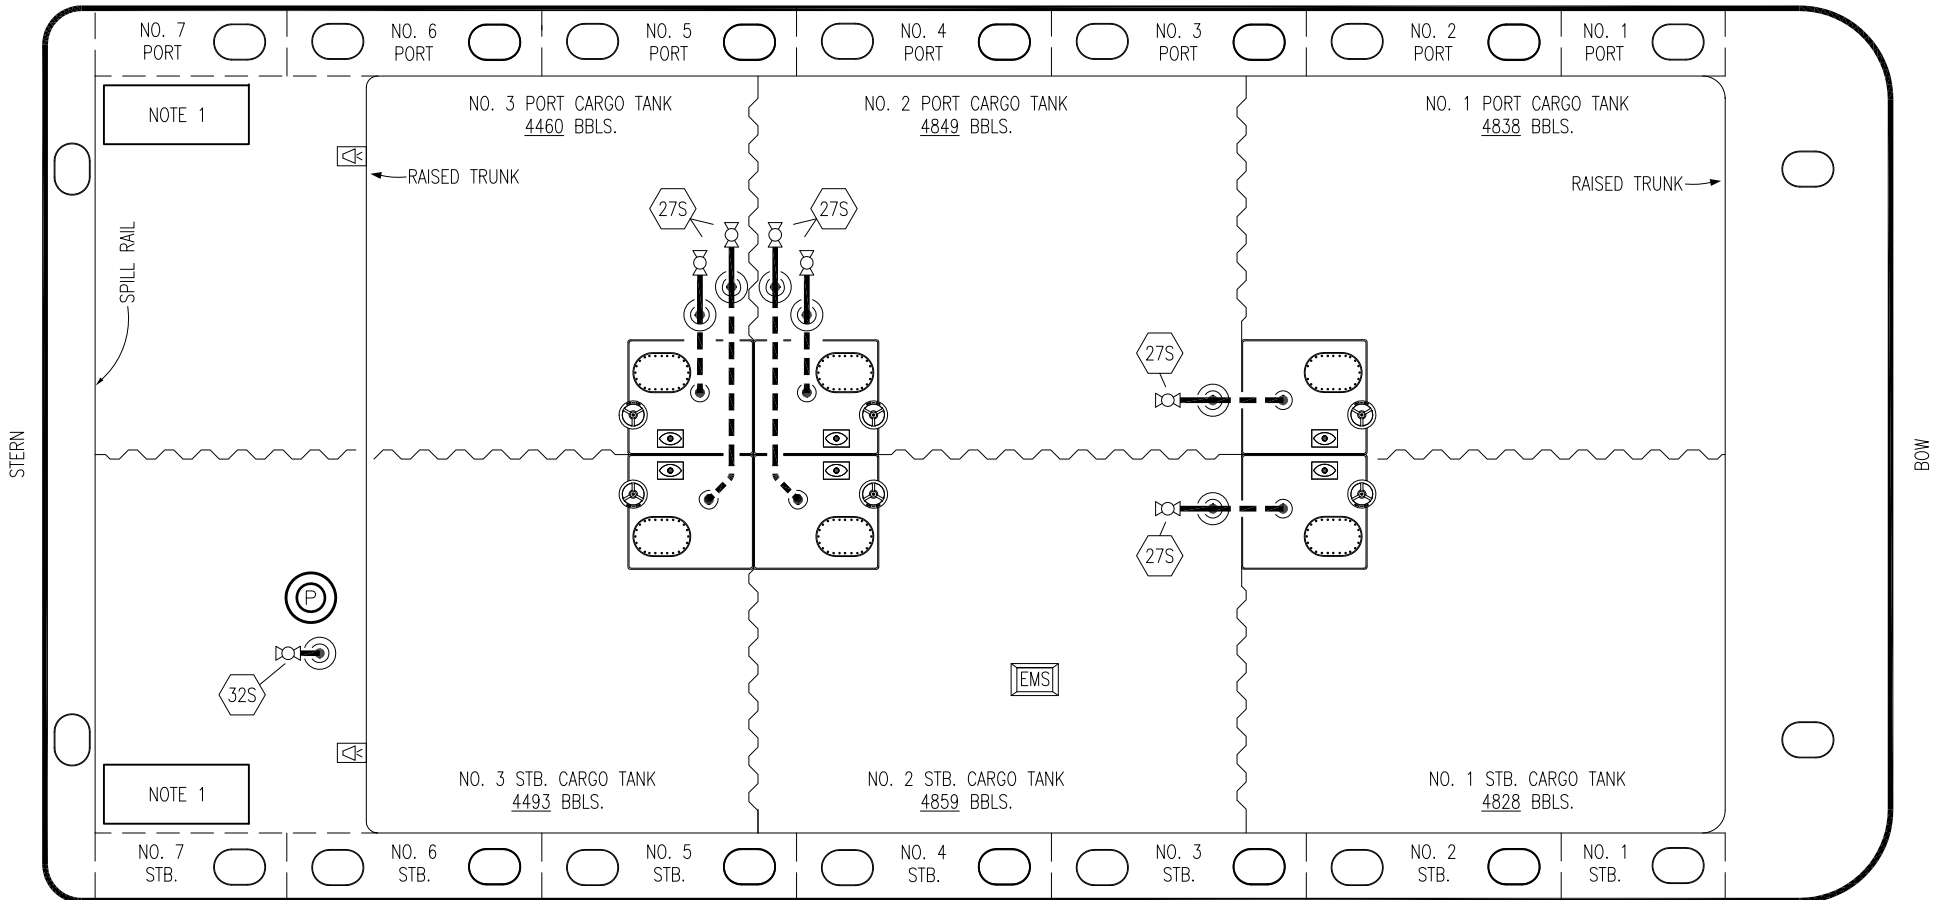 NO. 7
PORT
NO. 6
PORT
NO. 5
PORT
NO. 4
PORT
NO. 3
PORT
NO. 2
PORT
NO. 1
PORT
NOTE 1
NO. 3 PORT CARGO TANK
4460 BBLS.
NO. 2 PORT CARGO TANK
4849 BBLS.
NO. 1 PORT CARGO TANK
4838 BBLS.
RAISED TRUNK
RAISED TRUNK
27S
27S
SPILL RAIL
27S
STERN
BOW
27S
P
32S
EMS
NOTE 1
NO. 3 STB. CARGO TANK
4493 BBLS.
NO. 2 STB. CARGO TANK
4859 BBLS.
NO. 1 STB. CARGO TANK
4828 BBLS.
NO. 7
STB.
NO. 6
STB.
NO. 5
STB.
NO. 4
STB.
NO. 3
STB.
NO. 2
STB.
NO. 1
STB.